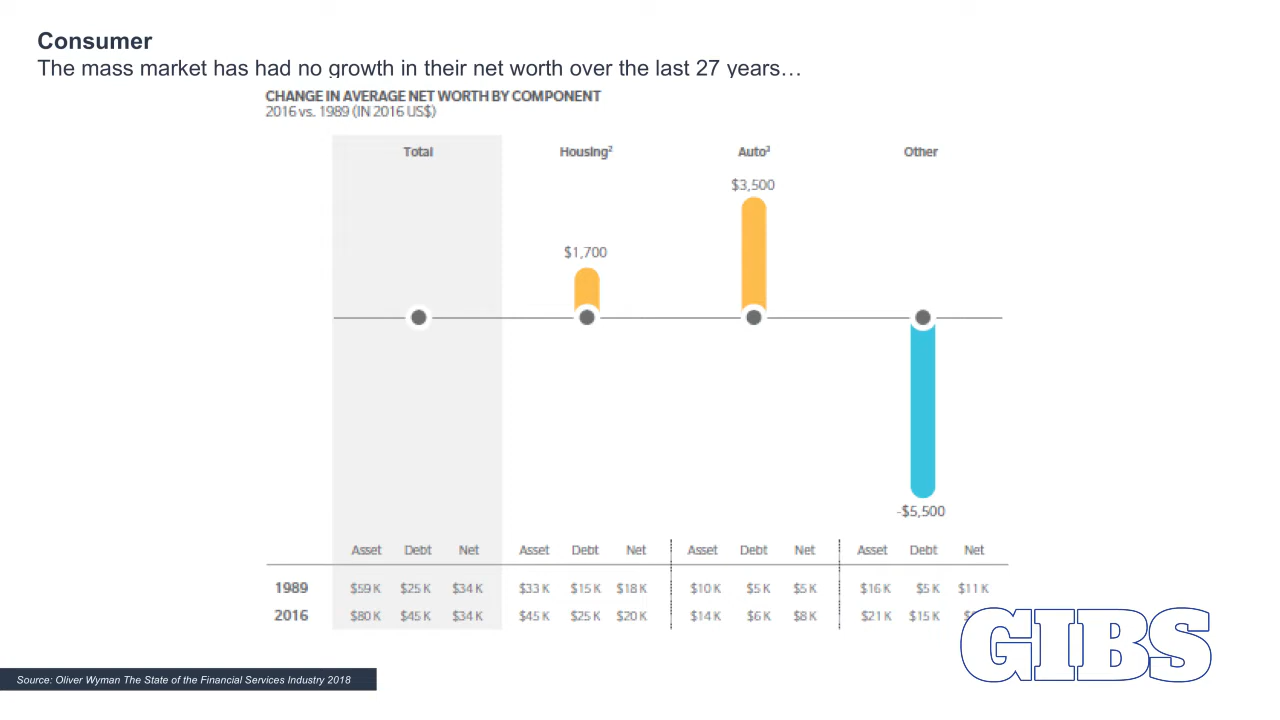 Consumer
The mass market has had no growth in their net worth over the last 27 years…
CHANGE IN AVERAGE NET WORTH BY COMPONENT
2016 vs. 1989 (IN 2016 US$)
Total Housing² Auto³ Other
$3,500
$1,700
-$5,500
Asset Debt Net Asset Debt Net Asset Debt Net Asset Debt Net
1989 $59 K $25 K $34 K $33 K $15 K $18 K $10 K $5 K $5 K $16 K $5 K $11 K
2016 $80 K $45 K $34 K $45 K $25 K $20 K $14 K $6 K $8 K $21 K $15 K
GIBS
Source: Oliver Wyman The State of the Financial Services Industry 2018